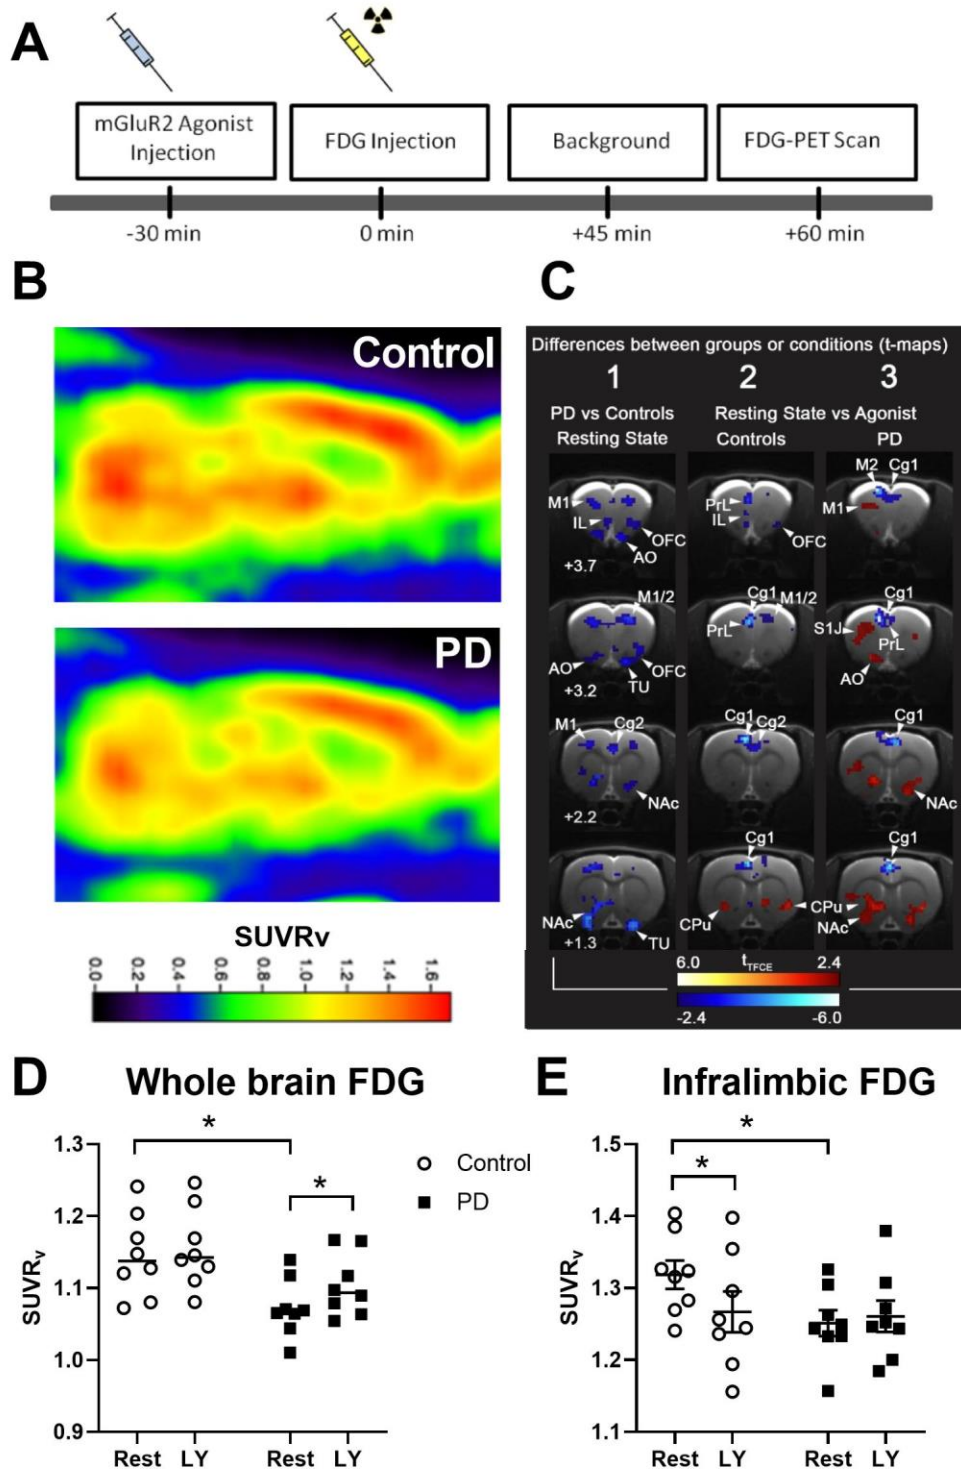 A
mGluR2 Agonist
Injection
FDG Injection
Background
FDG-PET Scan
-30 min
0 min
+45 min
+60 min
B
Control
PD
SUVRv
0.0
0.2
0.4
0.6
0.8
1.0
1.2
1.4
1.6
C
Differences between groups or conditions (t-maps)
1 2 3
PD vs Controls
Resting State
Resting State vs Agonist
Controls
PD
M1
IL
OFC
AO
+3.7
PrL
IL
OFC
M2
Cg1
M1
M1/2
AO
OFC
TU
+3.2
Cg1
M1/2
PrL
Cg1
S1J
PrL
AO
M1
Cg2
NAc
+2.2
Cg1
Cg2
Cg1
NAc
NAc
TU
+1.3
Cg1
CPu
CPu
Cg1
NAc
6.0 tTFCE 2.4
-2.4 -6.0
D
Whole brain FDG
*
*
1.3
1.2
1.1
1.0
0.9
SUVRv
Rest LY Rest LY
Control
PD
E
Infralimbic FDG
*
*
1.5
1.4
1.3
1.2
1.1
SUVRv
Rest LY Rest LY